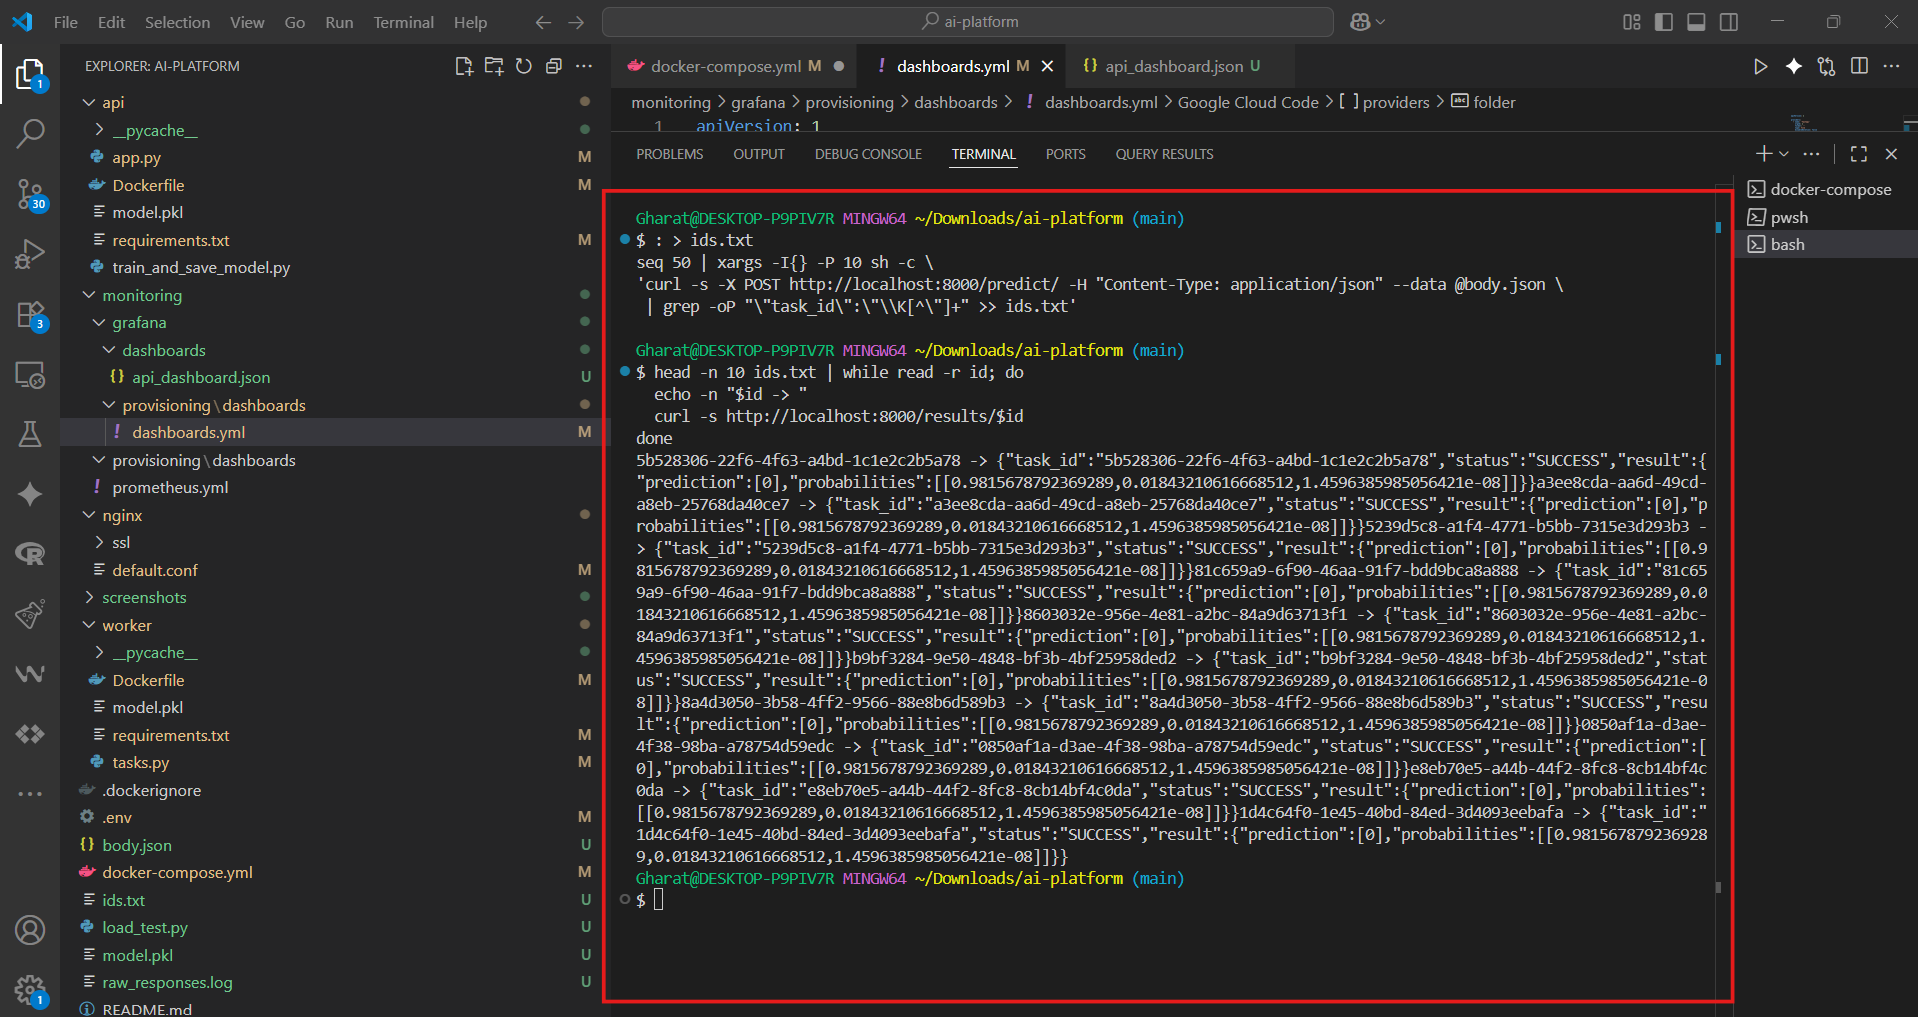 File Edit Selection View Go Run Terminal Help
ai-platform
EXPLORER: AI-PLATFORM
api
__pycache__
app.py M
Dockerfile M
model.pkl
requirements.txt M
train_and_save_model.py
monitoring
grafana
dashboards
{} api_dashboard.json U
provisioning\dashboards
! dashboards.yml M
provisioning\dashboards
! prometheus.yml
nginx
ssl
default.conf M
screenshots
worker
__pycache__
Dockerfile M
model.pkl
requirements.txt M
tasks.py M
.dockerignore
.env M
{} body.json U
docker-compose.yml M
ids.txt U
load_test.py U
model.pkl U
raw_responses.log U
README.md
1
30
3
1
docker-compose.yml M
! dashboards.yml M
{} api_dashboard.json U
monitoring > grafana > provisioning > dashboards > ! dashboards.yml > Google Cloud Code > [ ] providers > abc folder
1 apiVersion: 1
PROBLEMS OUTPUT DEBUG CONSOLE TERMINAL PORTS QUERY RESULTS
Gharat@DESKTOP-P9PIV7R MINGW64 ~/Downloads/ai-platform (main)
$ : > ids.txt
seq 50 | xargs -I{} -P 10 sh -c \
'curl -s -X POST http://localhost:8000/predict/ -H "Content-Type: application/json" --data @body.json \
| grep -oP "\"task_id\":\"\\K[^\"]+" >> ids.txt'
Gharat@DESKTOP-P9PIV7R MINGW64 ~/Downloads/ai-platform (main)
$ head -n 10 ids.txt | while read -r id; do
echo -n "$id -> "
curl -s http://localhost:8000/results/$id
done
5b528306-22f6-4f63-a4bd-1c1e2c2b5a78 -> {"task_id":"5b528306-22f6-4f63-a4bd-1c1e2c2b5a78","status":"SUCCESS","result":{
"prediction":[0],"probabilities":[[0.9815678792369289,0.01843210616668512,1.4596385985056421e-08]]}}a3ee8cda-aa6d-49cd-
a8eb-25768da40ce7 -> {"task_id":"a3ee8cda-aa6d-49cd-a8eb-25768da40ce7","status":"SUCCESS","result":{"prediction":[0],"p
robabilities":[[0.9815678792369289,0.01843210616668512,1.4596385985056421e-08]]}}5239d5c8-a1f4-4771-b5bb-7315e3d293b3 -
> {"task_id":"5239d5c8-a1f4-4771-b5bb-7315e3d293b3","status":"SUCCESS","result":{"prediction":[0],"probabilities":[[0.9
815678792369289,0.01843210616668512,1.4596385985056421e-08]]}}81c659a9-6f90-46aa-91f7-bdd9bca8a888 -> {"task_id":"81c65
9a9-6f90-46aa-91f7-bdd9bca8a888","status":"SUCCESS","result":{"prediction":[0],"probabilities":[[0.9815678792369289,0.0
1843210616668512,1.4596385985056421e-08]]}}8603032e-956e-4e81-a2bc-84a9d63713f1 -> {"task_id":"8603032e-956e-4e81-a2bc-
84a9d63713f1","status":"SUCCESS","result":{"prediction":[0],"probabilities":[[0.9815678792369289,0.01843210616668512,1.
4596385985056421e-08]]}}b9bf3284-9e50-4848-bf3b-4bf25958ded2 -> {"task_id":"b9bf3284-9e50-4848-bf3b-4bf25958ded2","stat
us":"SUCCESS","result":{"prediction":[0],"probabilities":[[0.9815678792369289,0.01843210616668512,1.4596385985056421e-0
8]]}}8a4d3050-3b58-4ff2-9566-88e8b6d589b3 -> {"task_id":"8a4d3050-3b58-4ff2-9566-88e8b6d589b3","status":"SUCCESS","resu
lt":{"prediction":[0],"probabilities":[[0.9815678792369289,0.01843210616668512,1.4596385985056421e-08]]}}0850af1a-d3ae-
4f38-98ba-a78754d59edc -> {"task_id":"0850af1a-d3ae-4f38-98ba-a78754d59edc","status":"SUCCESS","result":{"prediction":[
0],"probabilities":[[0.9815678792369289,0.01843210616668512,1.4596385985056421e-08]]}}e8eb70e5-a44b-44f2-8fc8-8cb14bf4c
0da -> {"task_id":"e8eb70e5-a44b-44f2-8fc8-8cb14bf4c0da","status":"SUCCESS","result":{"prediction":[0],"probabilities":
[[0.9815678792369289,0.01843210616668512,1.4596385985056421e-08]]}}1d4c64f0-1e45-40bd-84ed-3d4093eebafa -> {"task_id":"
1d4c64f0-1e45-40bd-84ed-3d4093eebafa","status":"SUCCESS","result":{"prediction":[0],"probabilities":[[0.981567879236928
9,0.01843210616668512,1.4596385985056421e-08]]}}
Gharat@DESKTOP-P9PIV7R MINGW64 ~/Downloads/ai-platform (main)
$
docker-compose
pwsh
bash